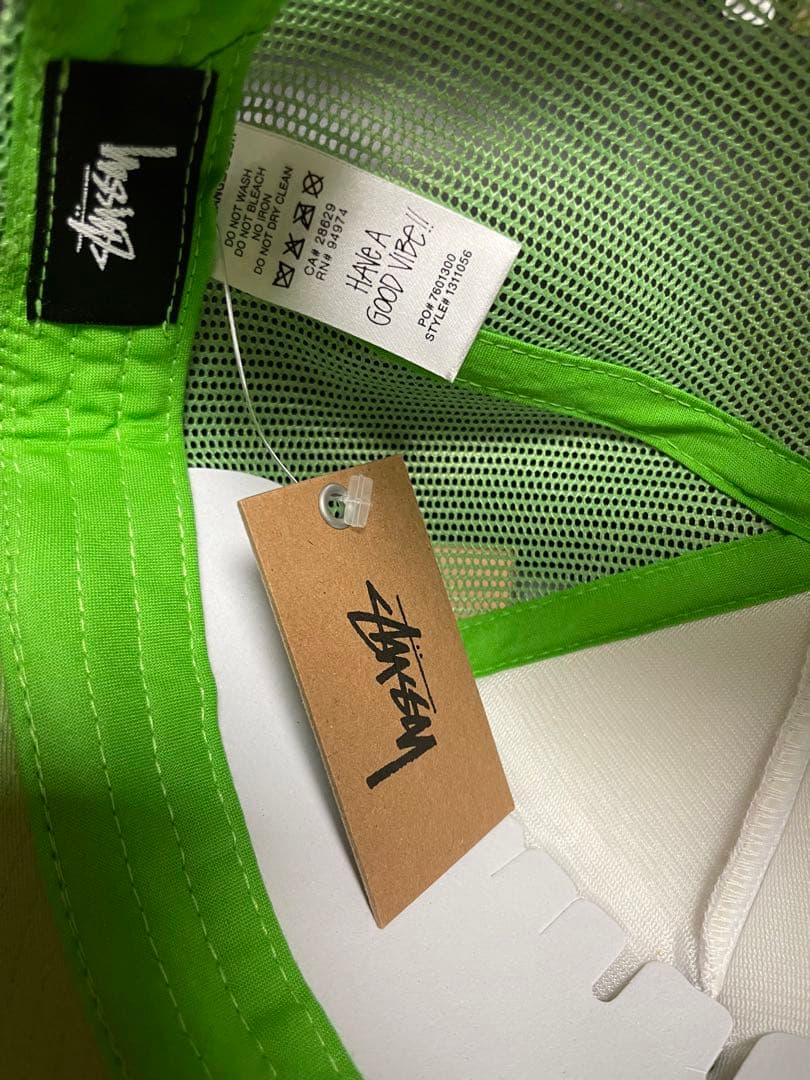 STÜSSY
DO NOT WASH
DO NOT BLEACH
NO IRON
DO NOT DRY CLEAN
CA# 28629
RN# 94974
HAVE A
GOOD VIBE!!
PO# 7601300
STYLE# 1311056
STÜSSY